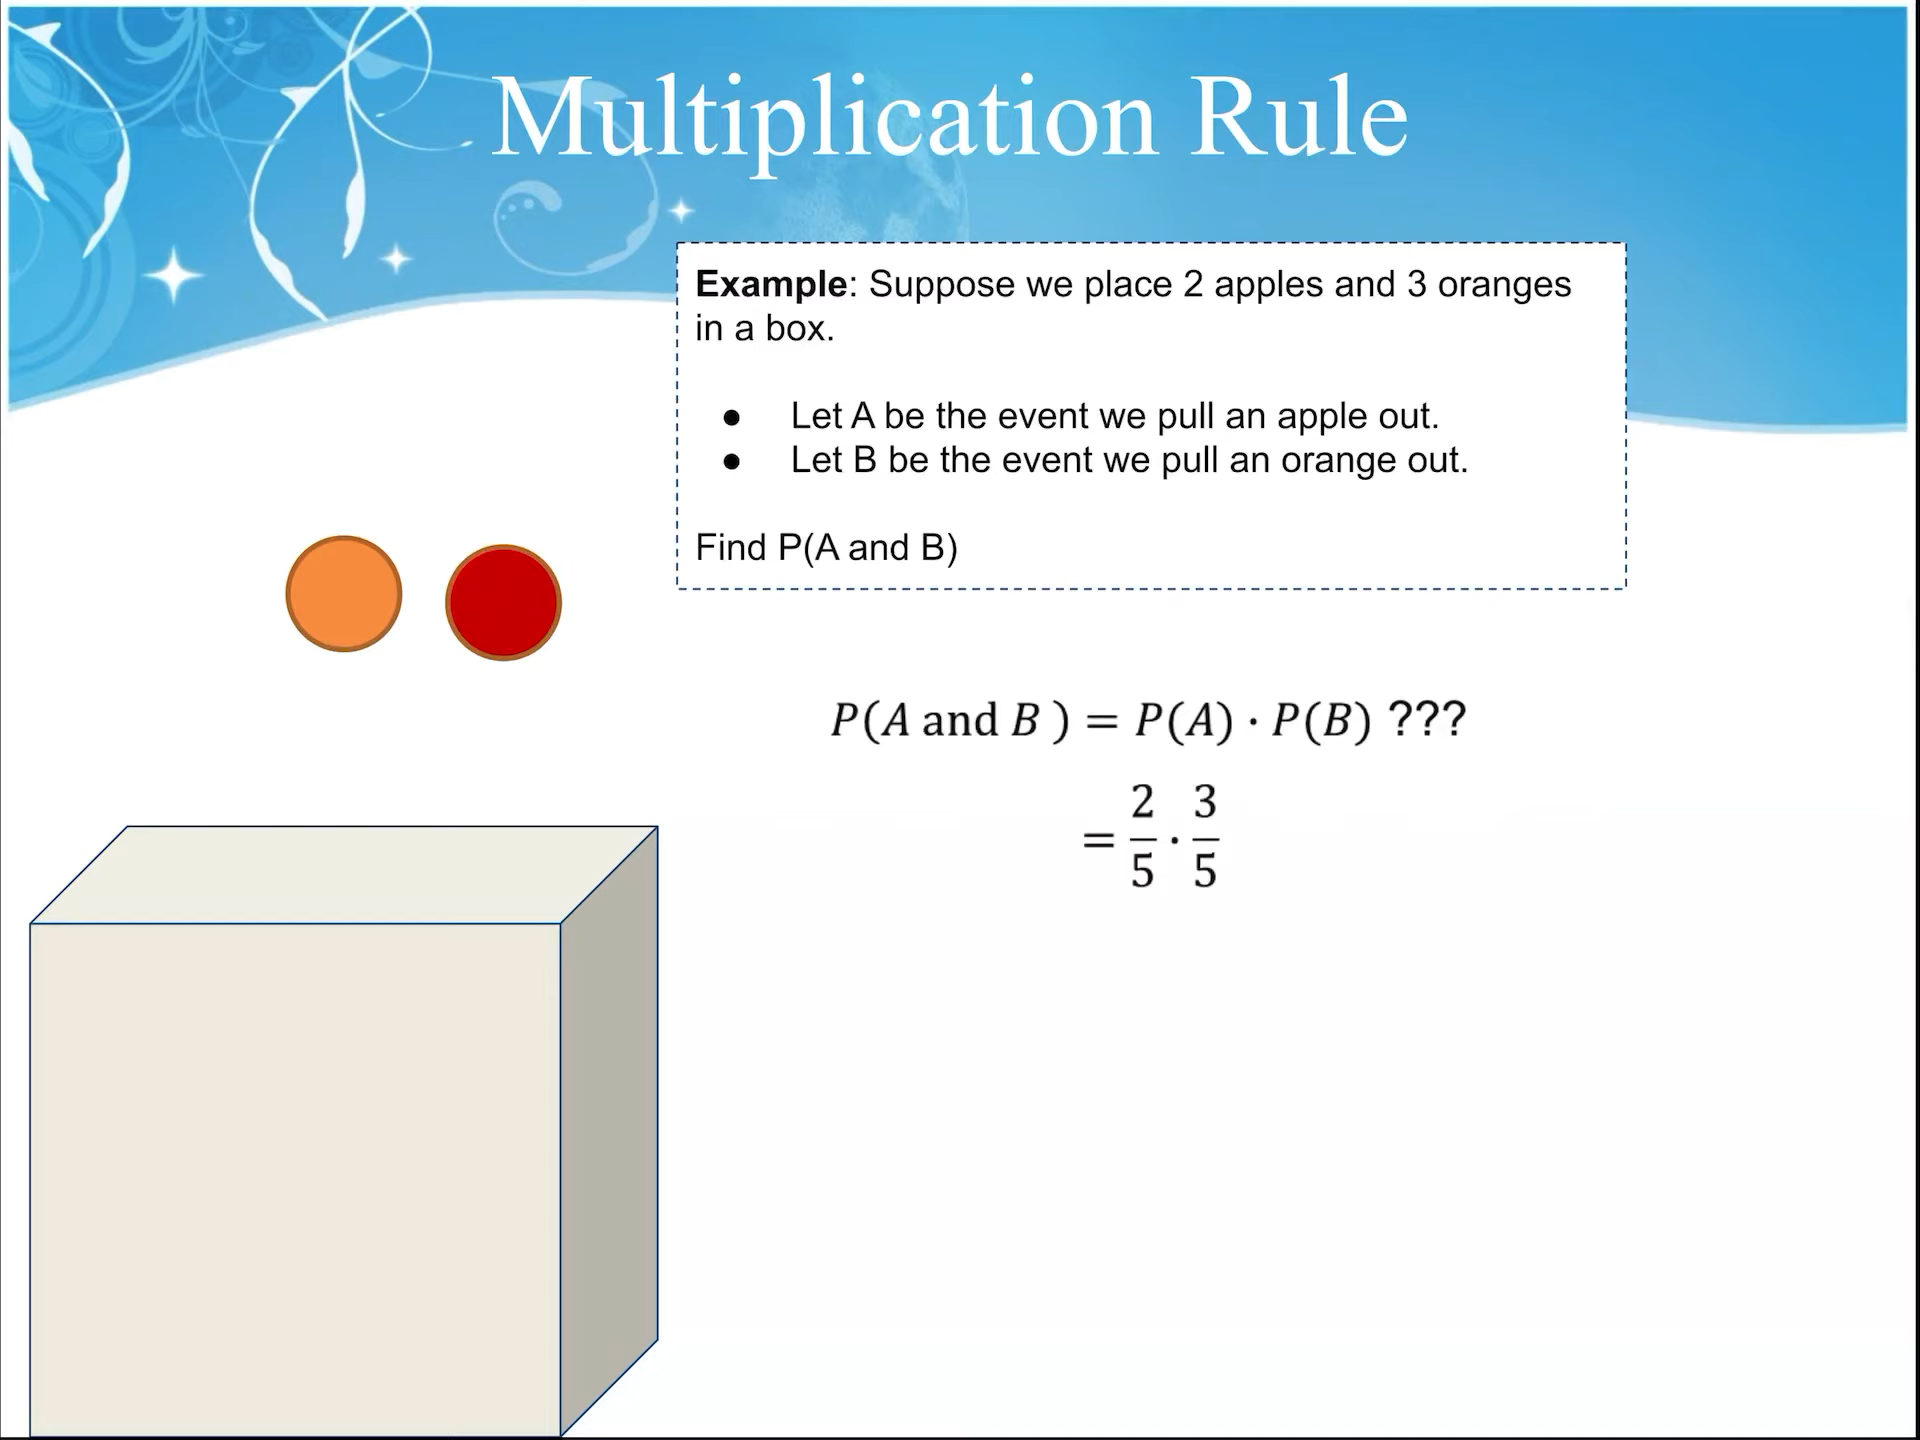 Multiplication Rule
Example: Suppose we place 2 apples and 3 oranges
in a box.
● Let A be the event we pull an apple out.
● Let B be the event we pull an orange out.
Find P(A and B)
P(A and B ) = P(A) · P(B) ???
= 2/5 · 3/5